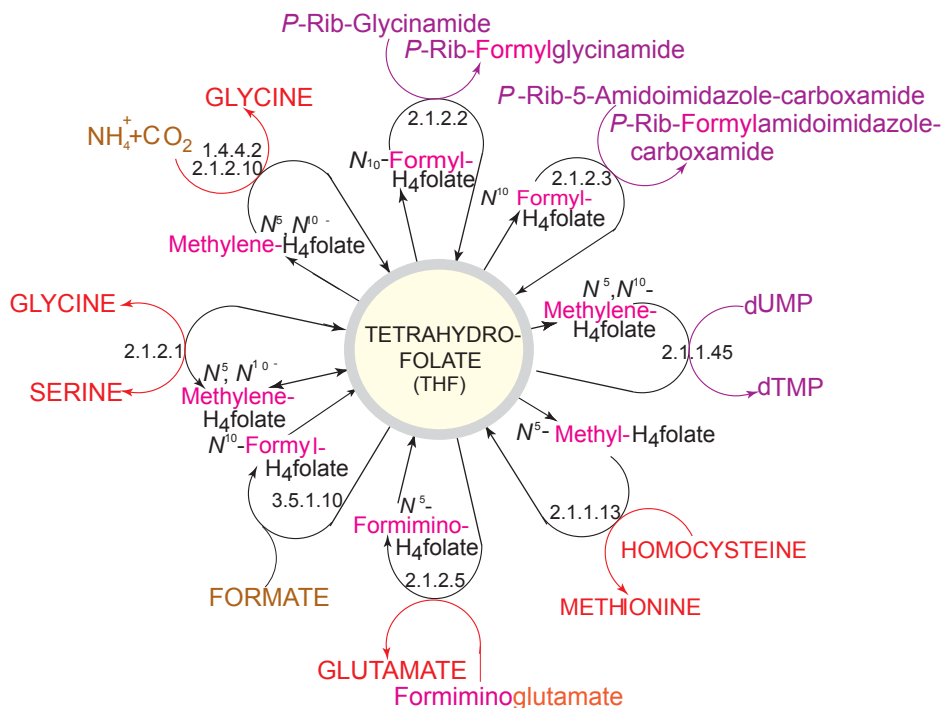 P-Rib-Glycinamide
P-Rib-Formylglycinamide
GLYCINE
P-Rib-5-Amidoimidazole-carboxamide
P-Rib-Formylamidoimidazole-
carboxamide
NH₄⁺+CO₂
1.4.4.2
2.1.2.10
2.1.2.2
N₁₀-Formyl-
H₄folate
2.1.2.3
N¹⁰ Formyl-
H₄folate
N⁵, N¹⁰-
Methylene-H₄folate
GLYCINE
2.1.2.1
SERINE
N⁵, N¹⁰-
Methylene-
H₄folate
TETRAHYDRO-
FOLATE
(THF)
N⁵,N¹⁰-
Methylene-
H₄folate
dUMP
2.1.1.45
dTMP
N¹⁰-Formyl-
H₄folate
3.5.1.10
FORMATE
N⁵-
Formimino-
H₄folate
2.1.2.5
GLUTAMATE
Formiminoglutamate
N⁵- Methyl-H₄folate
2.1.1.13
HOMOCYSTEINE
METHIONINE